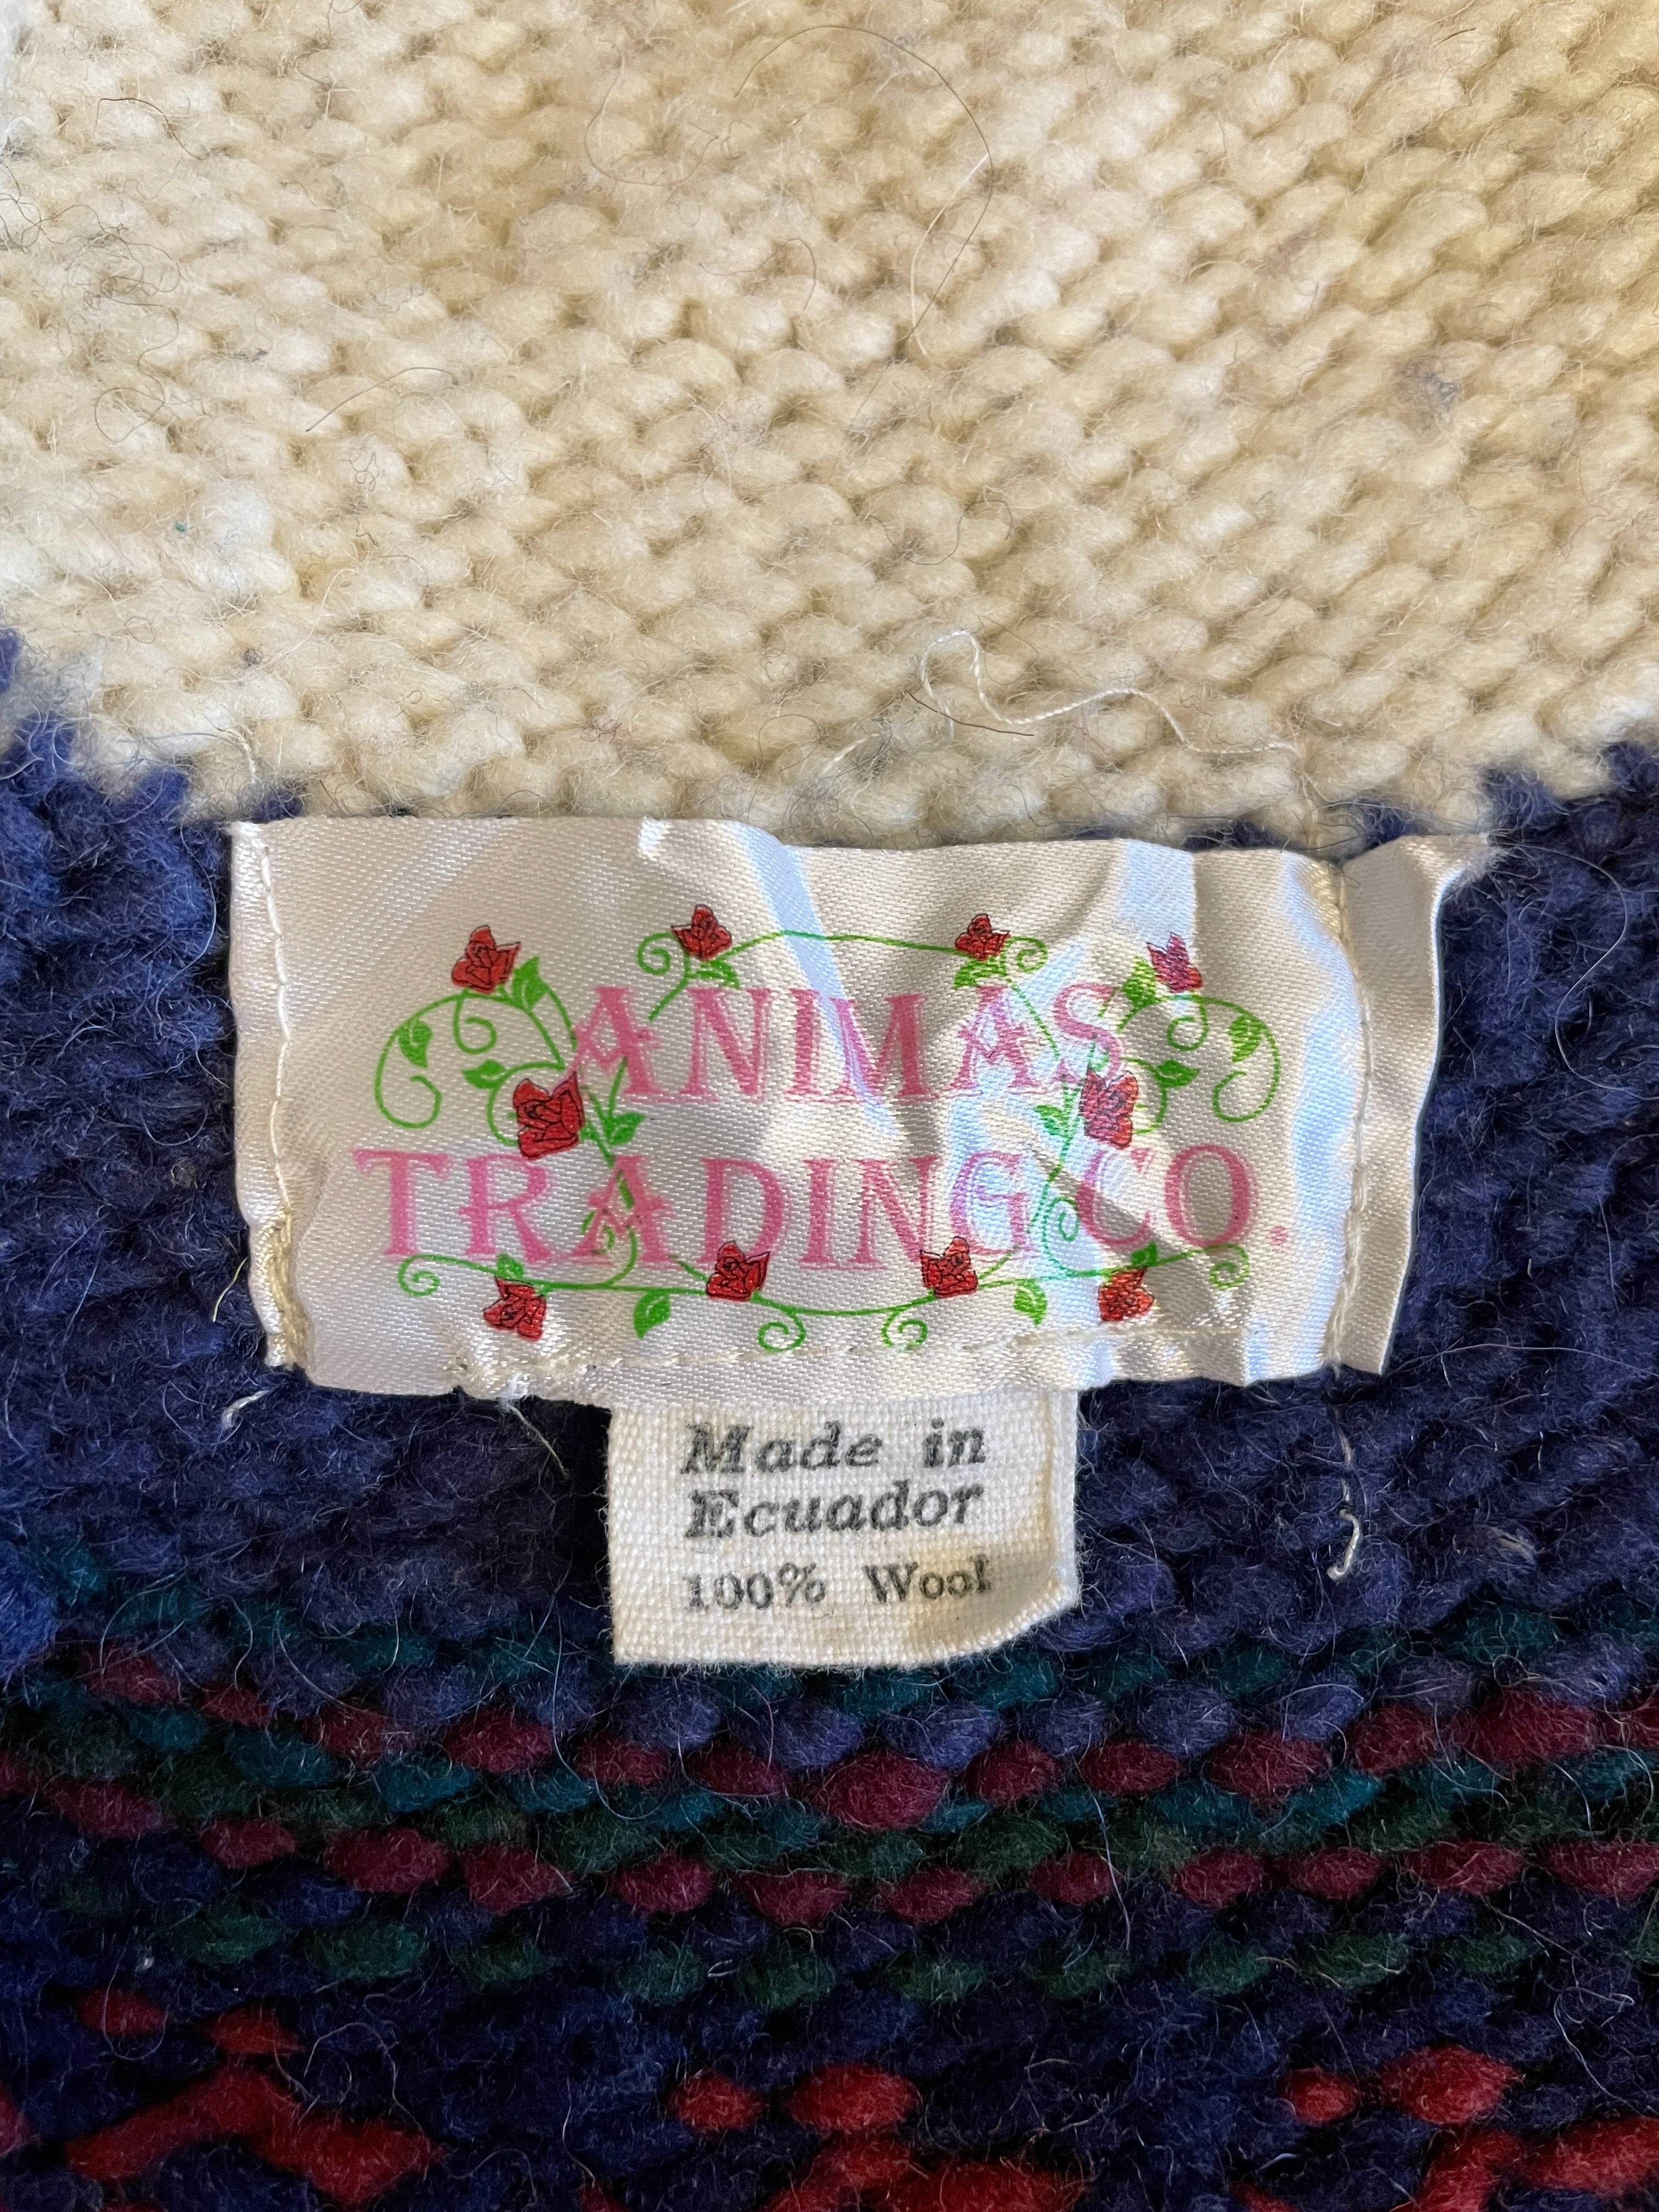 ANIMAS
TRADING CO.
Made in
Ecuador
100% Wool